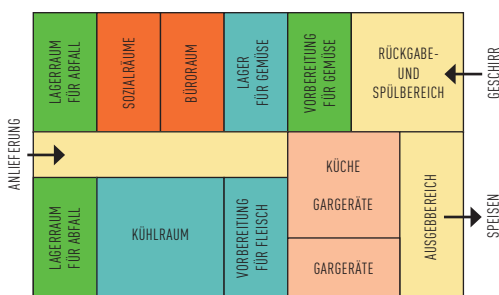 LAGERRAUM
FÜR ABFALL
SOZIALRÄUME
BÜRORAUM
LAGER
FÜR GEMÜSE
VORBEREITUNG
FÜR GEMÜSE
RÜCKGABE-
UND
SPÜLBEREICH
GESCHIRR
ANLIEFERUNG
KÜCHE
GARGERÄTE
AUSGEBBEREICH
SPEISEN
LAGERRAUM
FÜR ABFALL
KÜHLRAUM
VORBEREITUNG
FÜR FLEISCH
GARGERÄTE